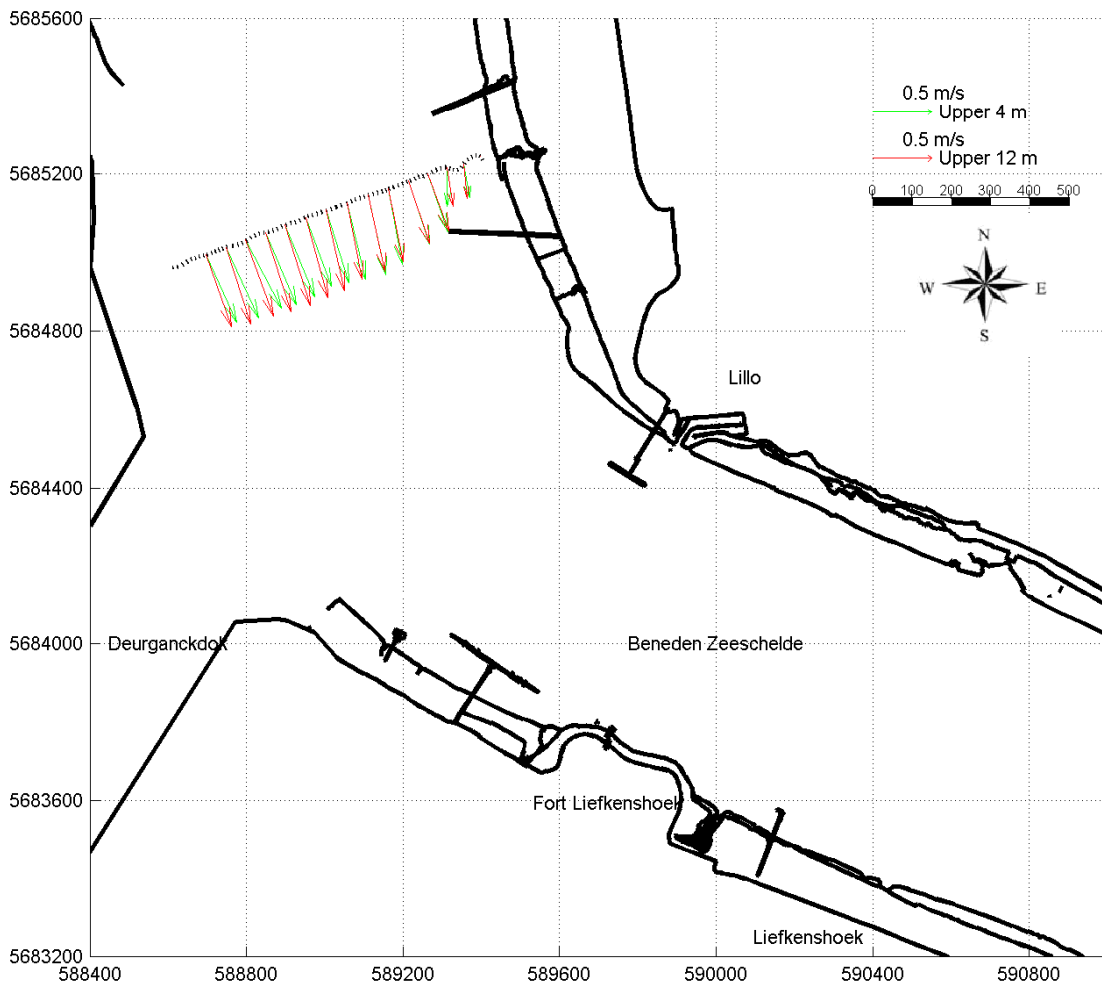 5685600
0.5 m/s
Upper 4 m
0.5 m/s
Upper 12 m
5685200
0 100 200 300 400 500
N
W E
S
5684800
Lillo
5684400
5684000
Deurganckdok
Beneden Zeeschelde
5683600
Fort Liefkenshoek
Liefkenshoek
5683200
588400 588800 589200 589600 590000 590400 590800